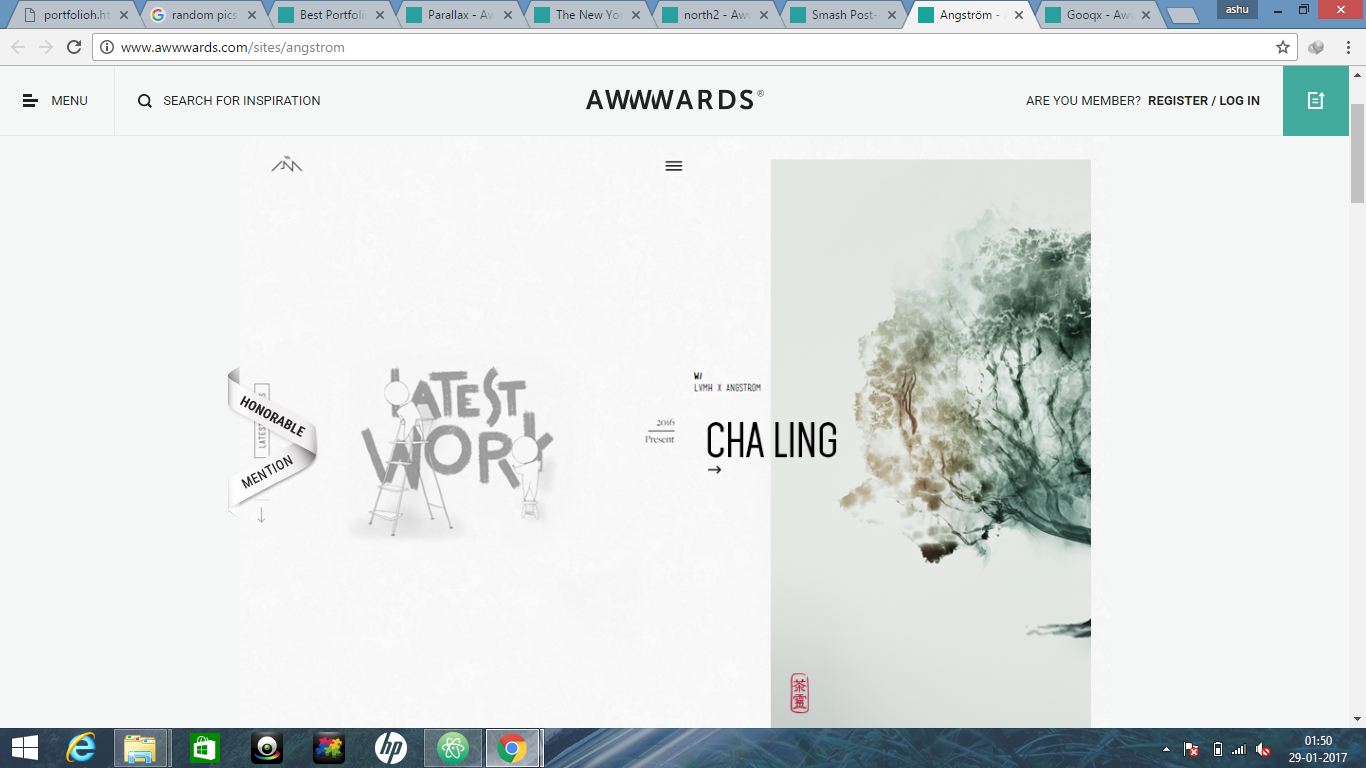 portfolioh.ht
random pics
Best Portfoli
Parallax - Aw
The New Yo
north2 - Aw
Smash Post-
Angström - A
Gooqx - Aw
ashu
www.awwwards.com/sites/angstrom
MENU
SEARCH FOR INSPIRATION
AWWWARDS®
ARE YOU MEMBER? REGISTER / LOG IN
HONORABLE
MENTION
LATEST
WORK
W/
LVMH X ANGSTROM
2016
Present
CHA LING
茶靈
hp
01:50
29-01-2017